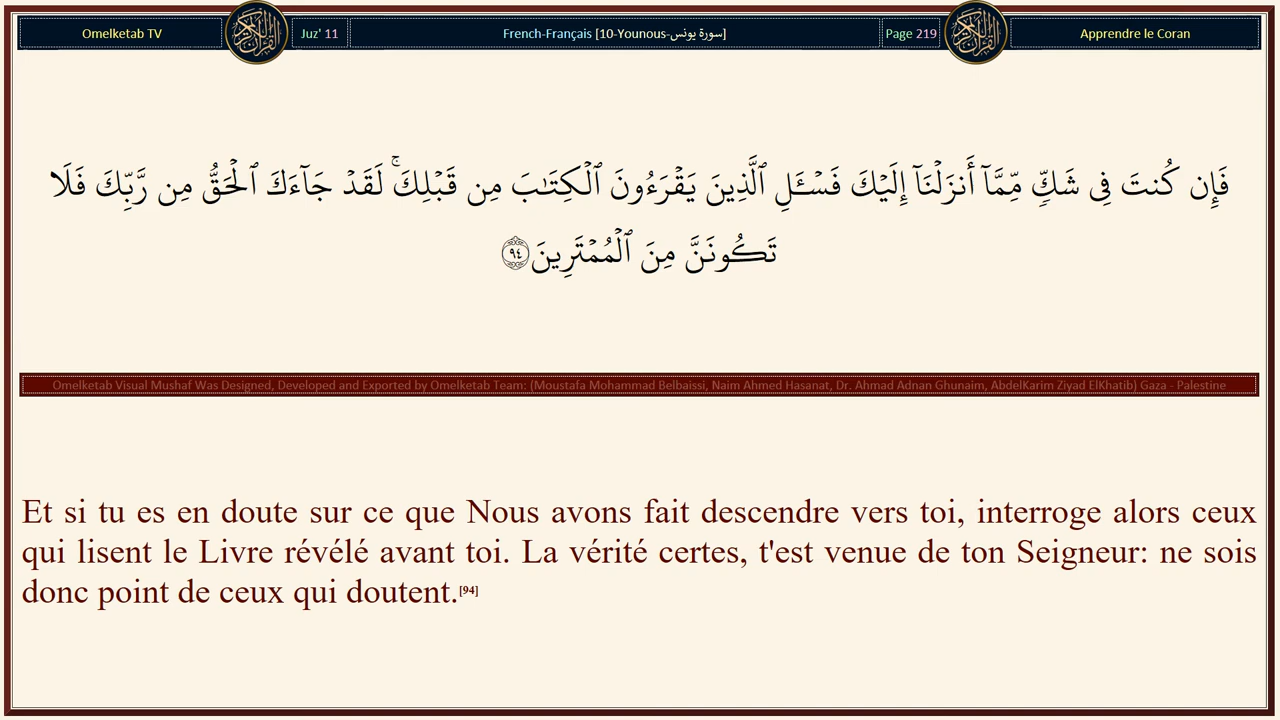 Omelketab TV
Juz' 11
French-Français [10-Younous-سورة يونس]
Page 219
Apprendre le Coran
فَإِن كُنتَ فِى شَكٍّۢ مِّمَّآ أَنزَلْنَآ إِلَيْكَ فَسْـَٔلِ ٱلَّذِينَ يَقْرَءُونَ ٱلْكِتَـٰبَ مِن قَبْلِكَ ۚ لَقَدْ جَآءَكَ ٱلْحَقُّ مِن رَّبِّكَ فَلَا
تَكُونَنَّ مِنَ ٱلْمُمْتَرِينَ ٩٤
Omelketab Visual Mushaf Was Designed, Developed and Exported by Omelketab Team: (Moustafa Mohammad Belbaissi, Naim Ahmed Hasanat, Dr. Ahmad Adnan Ghunaim, AbdelKarim Ziyad ElKhatib) Gaza - Palestine
Et si tu es en doute sur ce que Nous avons fait descendre vers toi, interroge alors ceux
qui lisent le Livre révélé avant toi. La vérité certes, t'est venue de ton Seigneur: ne sois
donc point de ceux qui doutent.[94]